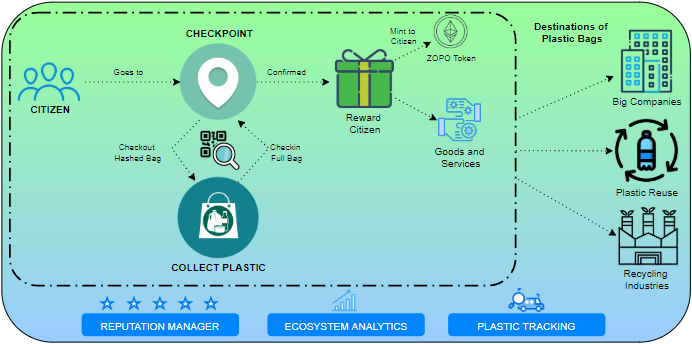 CHECKPOINT
Destinations of
Plastic Bags
Mint to
Citizen
ZOPO Token
Goes to
Confirmed
CITIZEN
Big Companies
Reward
Citizen
Checkout
Hashed Bag
Checkin
Full Bag
Goods and
Services
Plastic Reuse
COLLECT PLASTIC
Recycling
Industries
REPUTATION MANAGER
ECOSYSTEM ANALYTICS
PLASTIC TRACKING